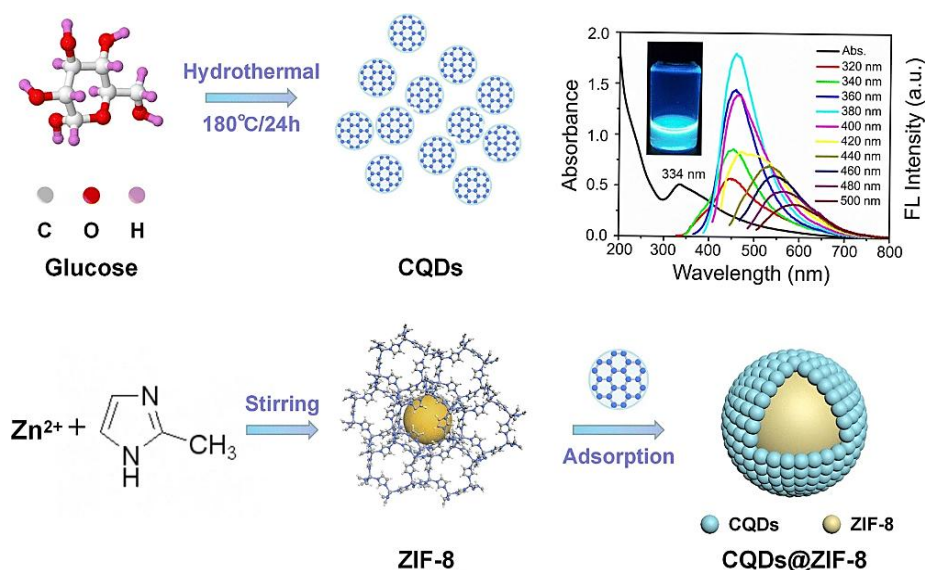 Hydrothermal
180℃/24h
C O H
Glucose
CQDs
Absorbance
2.0
1.5
1.0
0.5
0.0
334 nm
Abs.
320 nm
340 nm
360 nm
380 nm
400 nm
420 nm
440 nm
460 nm
480 nm
500 nm
FL Intensity (a.u.)
200 300 400 500 600 700 800
Wavelength (nm)
Zn²⁺ +
N
NH
CH₃
Stirring
ZIF-8
Adsorption
CQDs ZIF-8
CQDs@ZIF-8